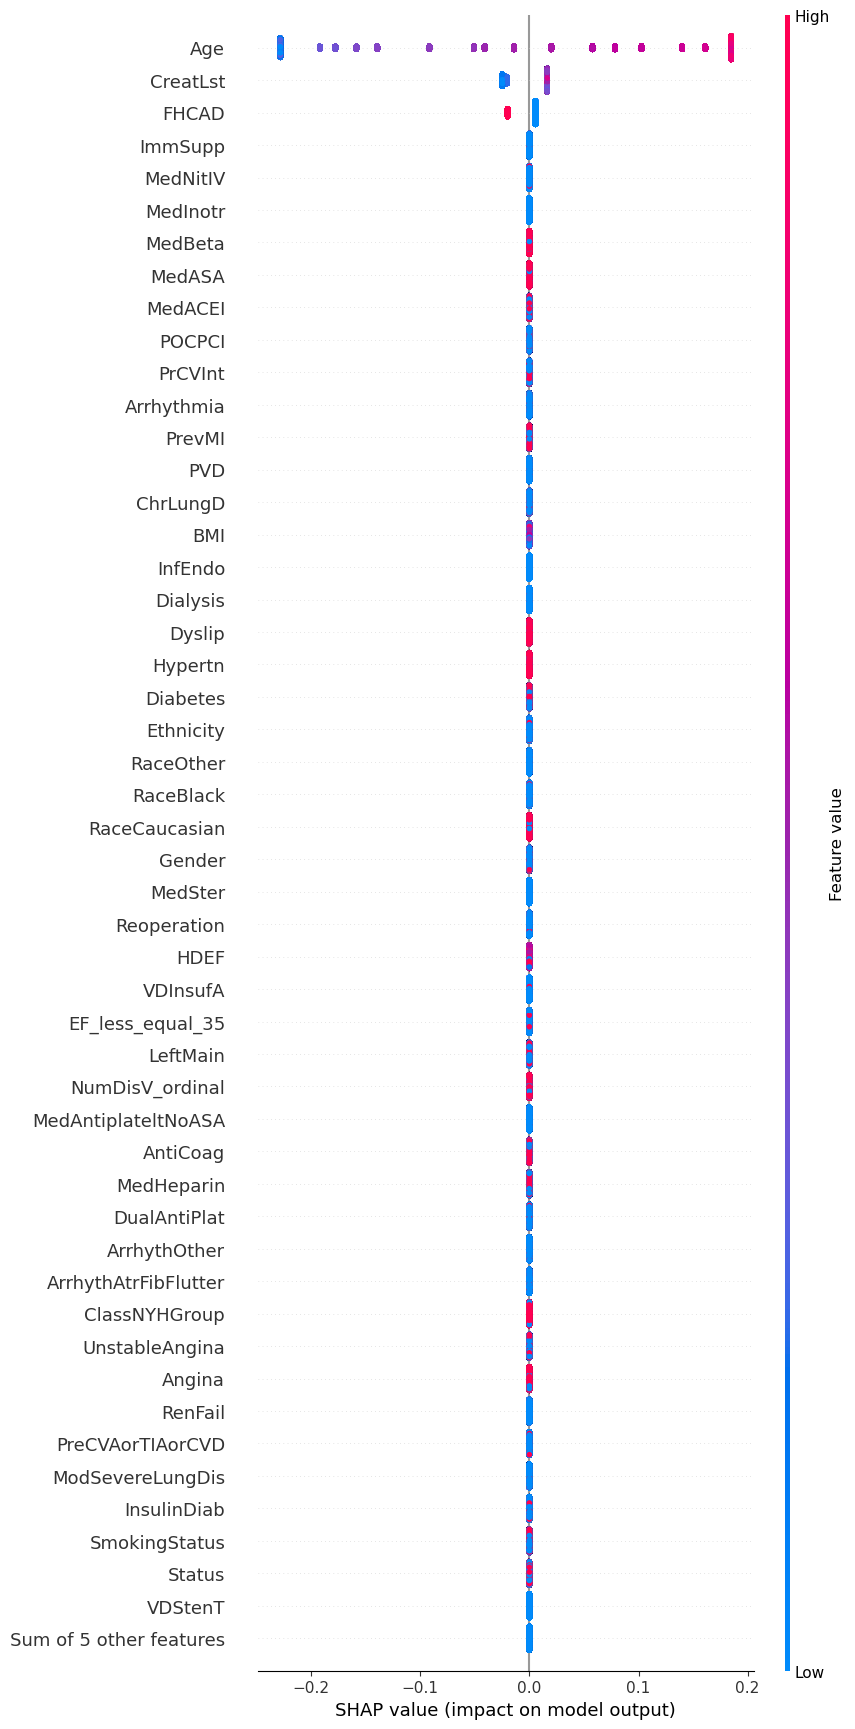 High
Age
CreatLst
FHCAD
ImmSupp
MedNitIV
MedInotr
MedBeta
MedASA
MedACEI
POCPCI
PrCVInt
Arrhythmia
PrevMI
PVD
ChrLungD
BMI
InfEndo
Dialysis
Dyslip
Hypertn
Diabetes
Ethnicity
RaceOther
RaceBlack
RaceCaucasian
Gender
MedSter
Reoperation
HDEF
VDInsufA
EF_less_equal_35
LeftMain
NumDisV_ordinal
MedAntiplateltNoASA
AntiCoag
MedHeparin
DualAntiPlat
ArrhythOther
ArrhythAtrFibFlutter
ClassNYHGroup
UnstableAngina
Angina
RenFail
PreCVAorTIAorCVD
ModSevereLungDis
InsulinDiab
SmokingStatus
Status
VDStenT
Sum of 5 other features
Feature value
Low
−0.2 −0.1 0.0 0.1 0.2
SHAP value (impact on model output)